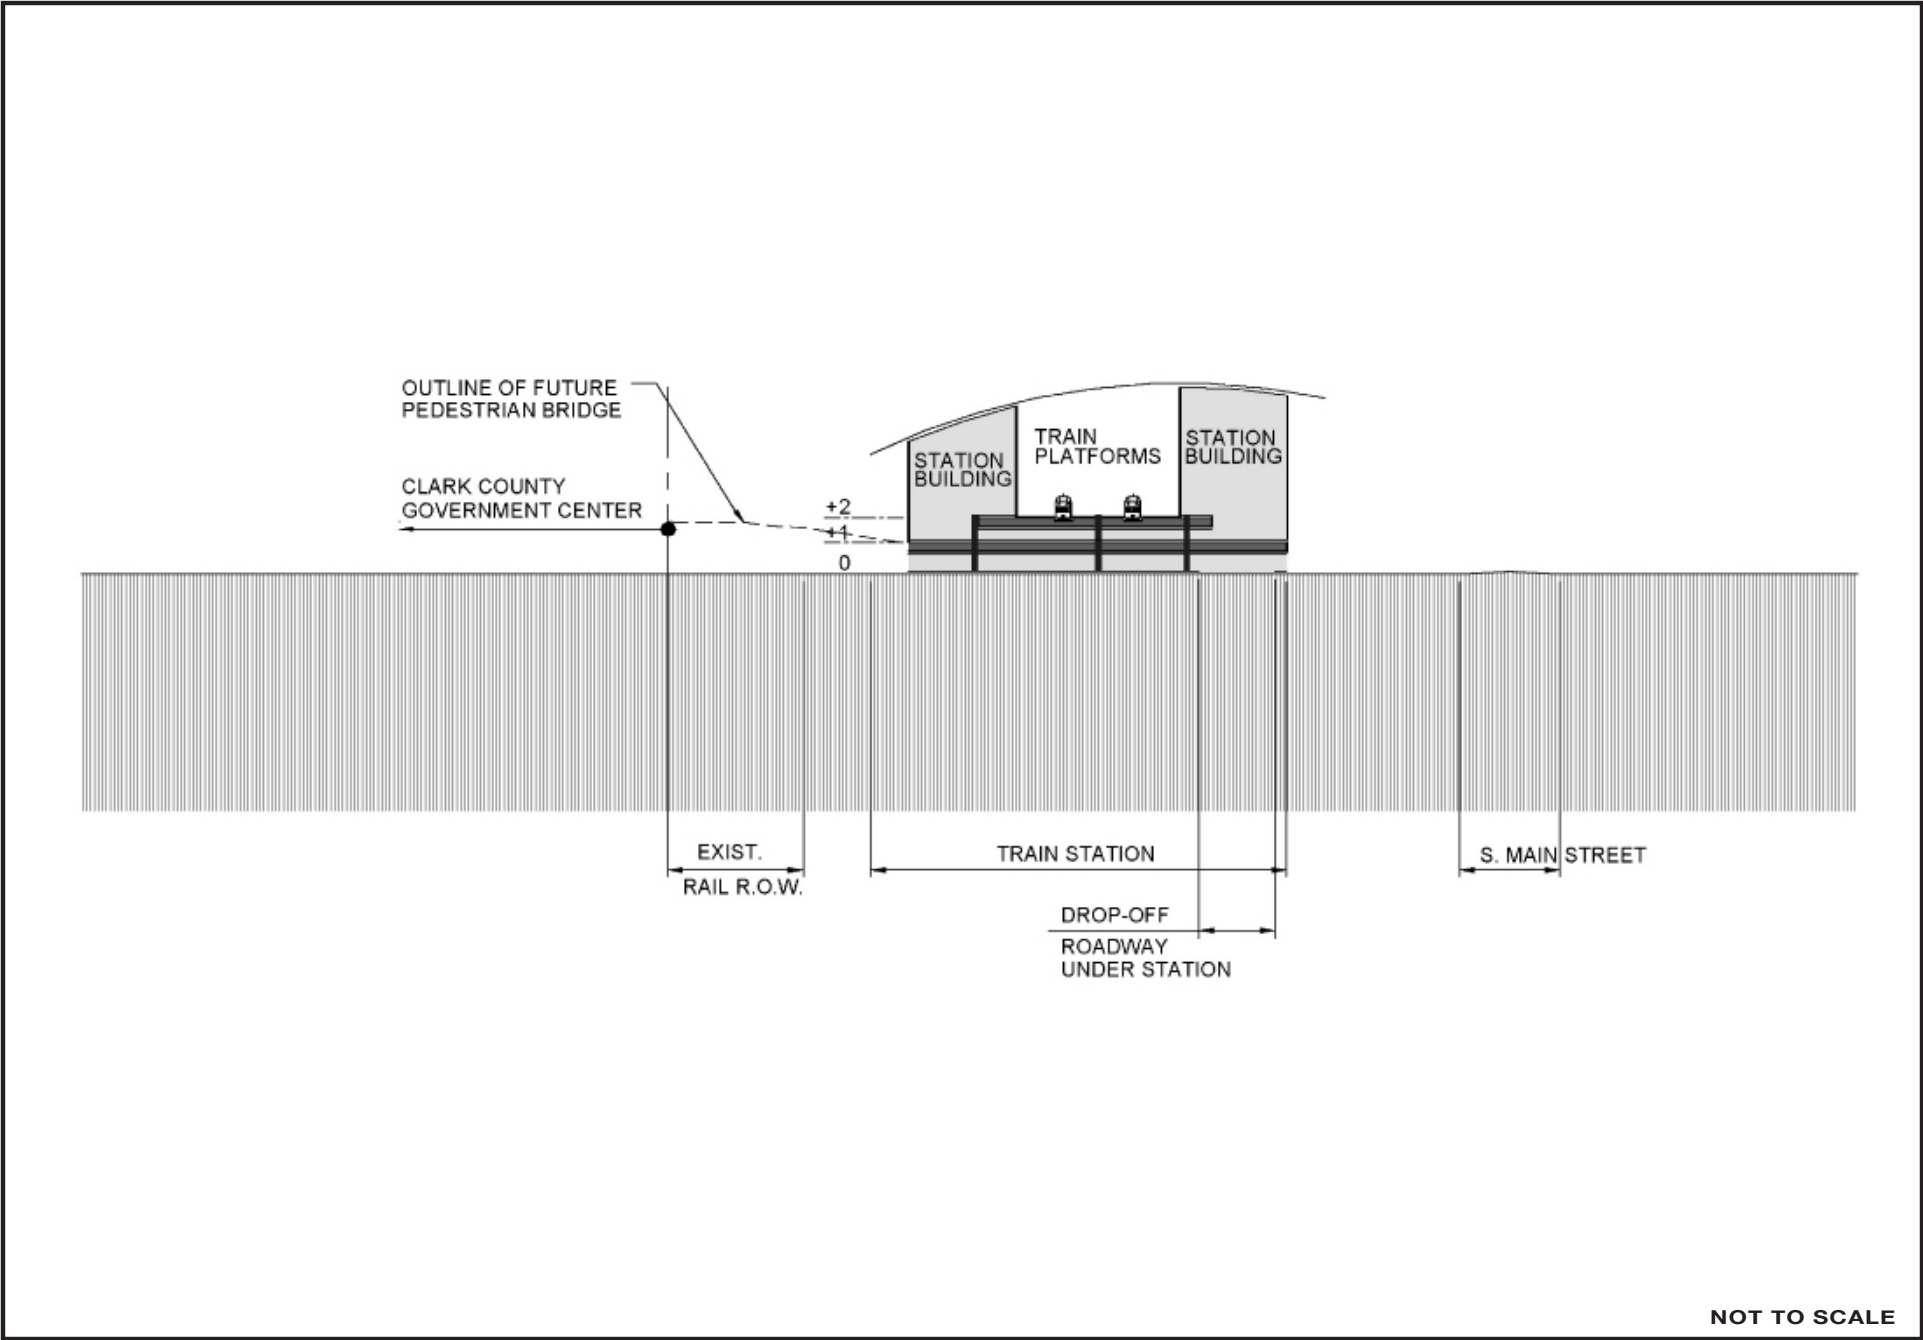 OUTLINE OF FUTURE
PEDESTRIAN BRIDGE
CLARK COUNTY
GOVERNMENT CENTER
+2
+1
0
STATION
BUILDING
TRAIN
PLATFORMS
STATION
BUILDING
EXIST.
RAIL R.O.W.
TRAIN STATION
S. MAIN STREET
DROP-OFF
ROADWAY
UNDER STATION
NOT TO SCALE